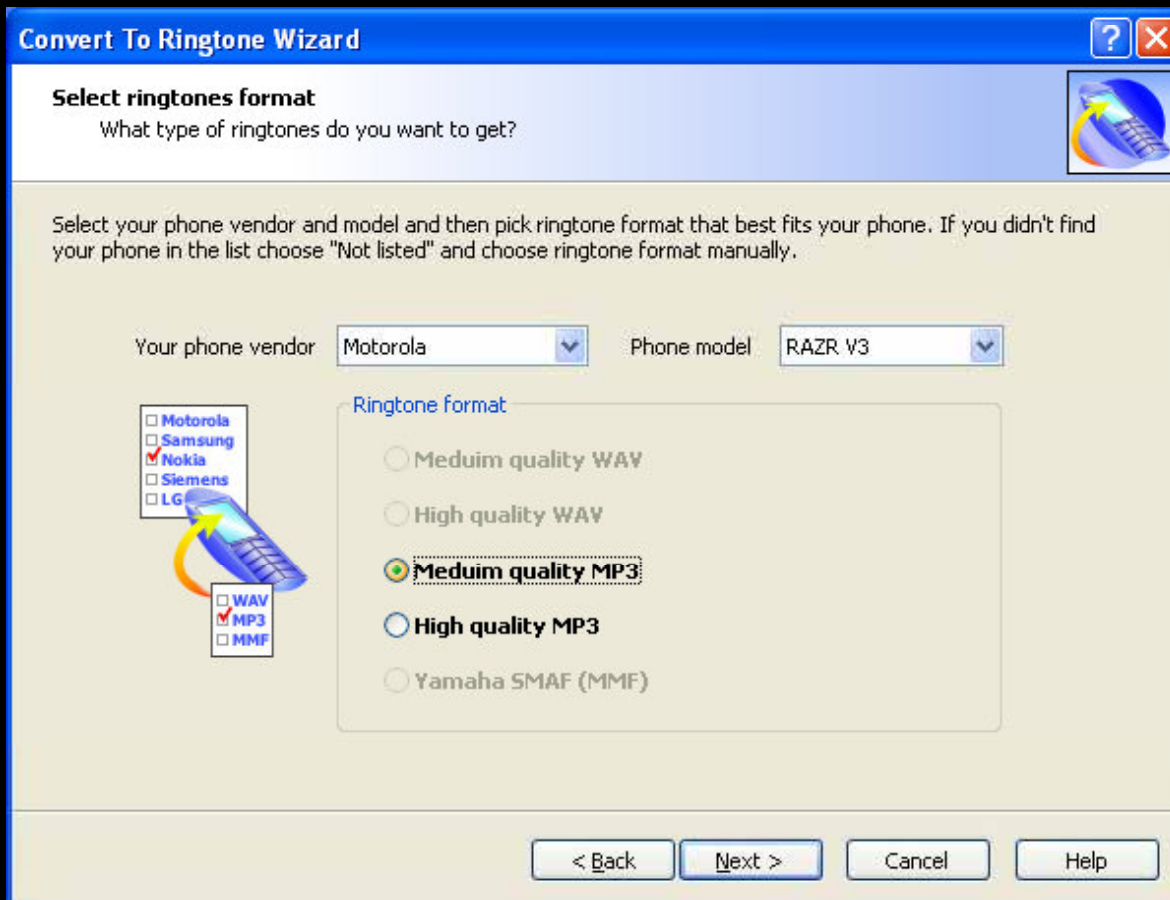 Convert To Ringtone Wizard
Select ringtones format
What type of ringtones do you want to get?
Select your phone vendor and model and then pick ringtone format that best fits your phone. If you didn't find
your phone in the list choose "Not listed" and choose ringtone format manually.
Your phone vendor Motorola Phone model RAZR V3
Motorola
Samsung
Nokia
Siemens
LG
WAV
MP3
MMF
Ringtone format
Meduim quality WAV
High quality WAV
Meduim quality MP3
High quality MP3
Yamaha SMAF (MMF)
< Back Next > Cancel Help